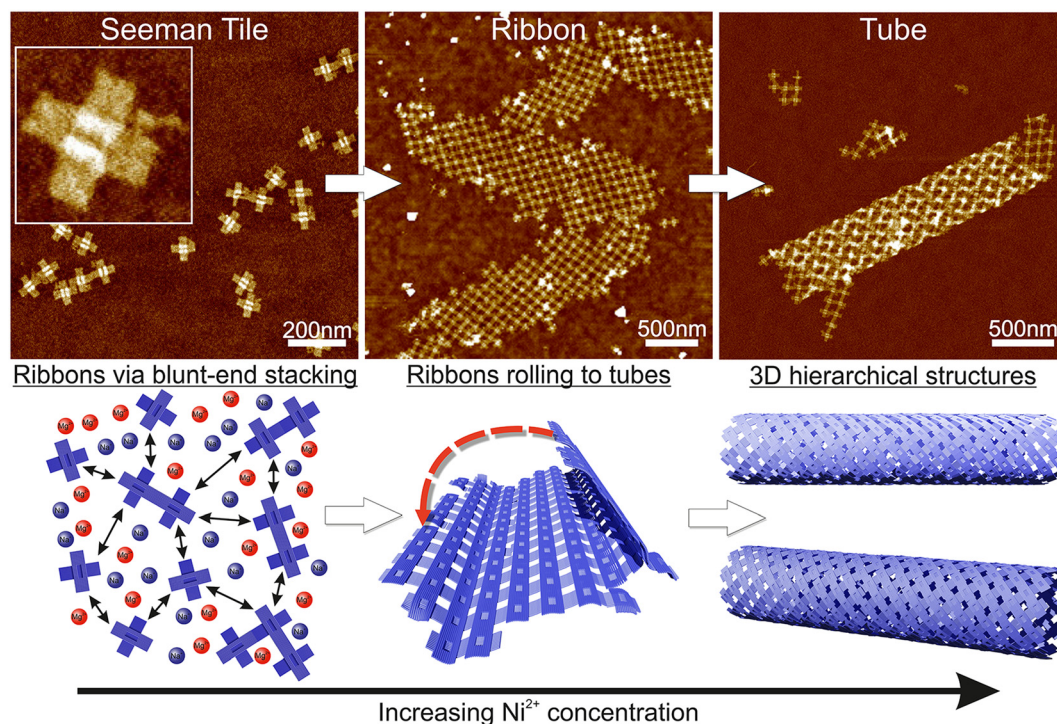 Seeman Tile
Ribbon
Tube
200nm
500nm
500nm
Ribbons via blunt-end stacking
Ribbons rolling to tubes
3D hierarchical structures
Increasing Ni²⁺ concentration